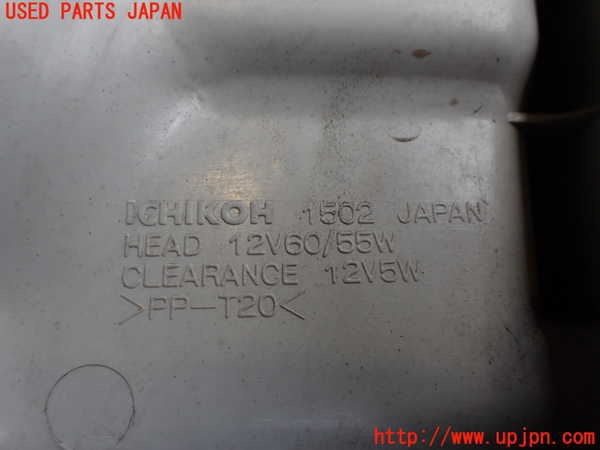 USED PARTS JAPAN
ICHIKOH 1502 JAPAN
HEAD 12V60/55W
CLEARANCE 12V5W
>PP-T20<
http://www.upjpn.com